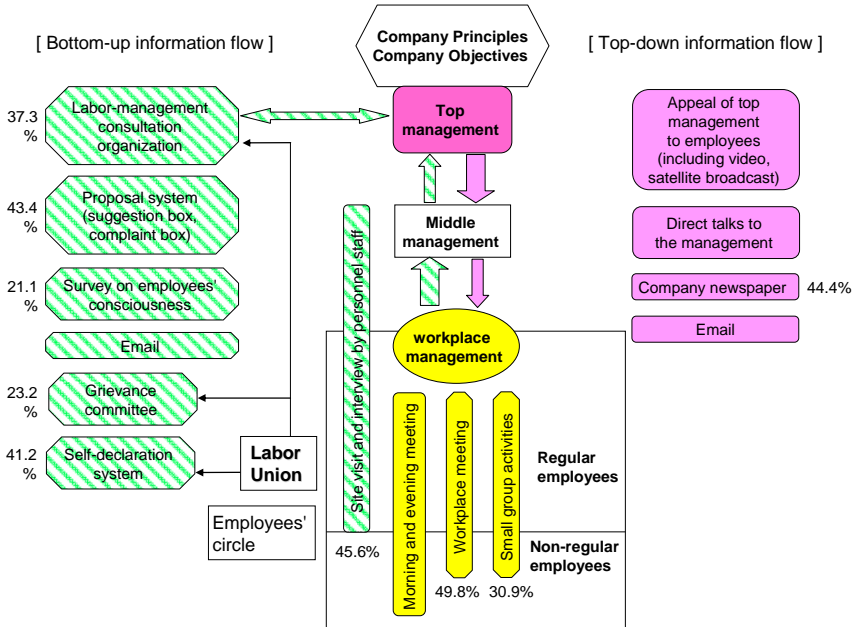 [ Bottom-up information flow ]
Company Principles
Company Objectives
[ Top-down information flow ]
37.3
%
Labor-management
consultation
organization
43.4
%
Proposal system
(suggestion box,
complaint box)
21.1
%
Survey on employees'
consciousness
Email
23.2
%
Grievance
committee
41.2
%
Self-declaration
system
Labor
Union
Employees'
circle
Top
management
Middle
management
workplace
management
Site visit and interview by personnel staff
45.6%
Morning and evening meeting
Workplace meeting
49.8%
Small group activities
30.9%
Regular
employees
Non-regular
employees
Appeal of top
management
to employees
(including video,
satellite broadcast)
Direct talks to
the management
Company newspaper
44.4%
Email